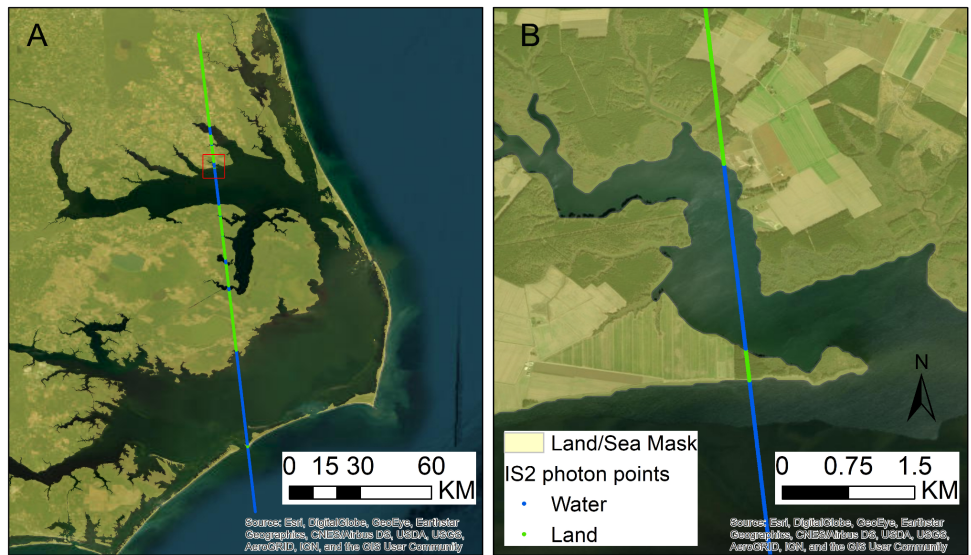 A
0 15 30 60
KM
Source: Esri, DigitalGlobe, GeoEye, Earthstar
Geographics, CNES/Airbus DS, USDA, USGS,
AeroGRID, IGN, and the GIS User Community
B
N
Land/Sea Mask
IS2 photon points
Water
Land
0 0.75 1.5
KM
Source: Esri, DigitalGlobe, GeoEye, Earthstar
Geographics, CNES/Airbus DS, USDA, USGS,
AeroGRID, IGN, and the GIS User Community